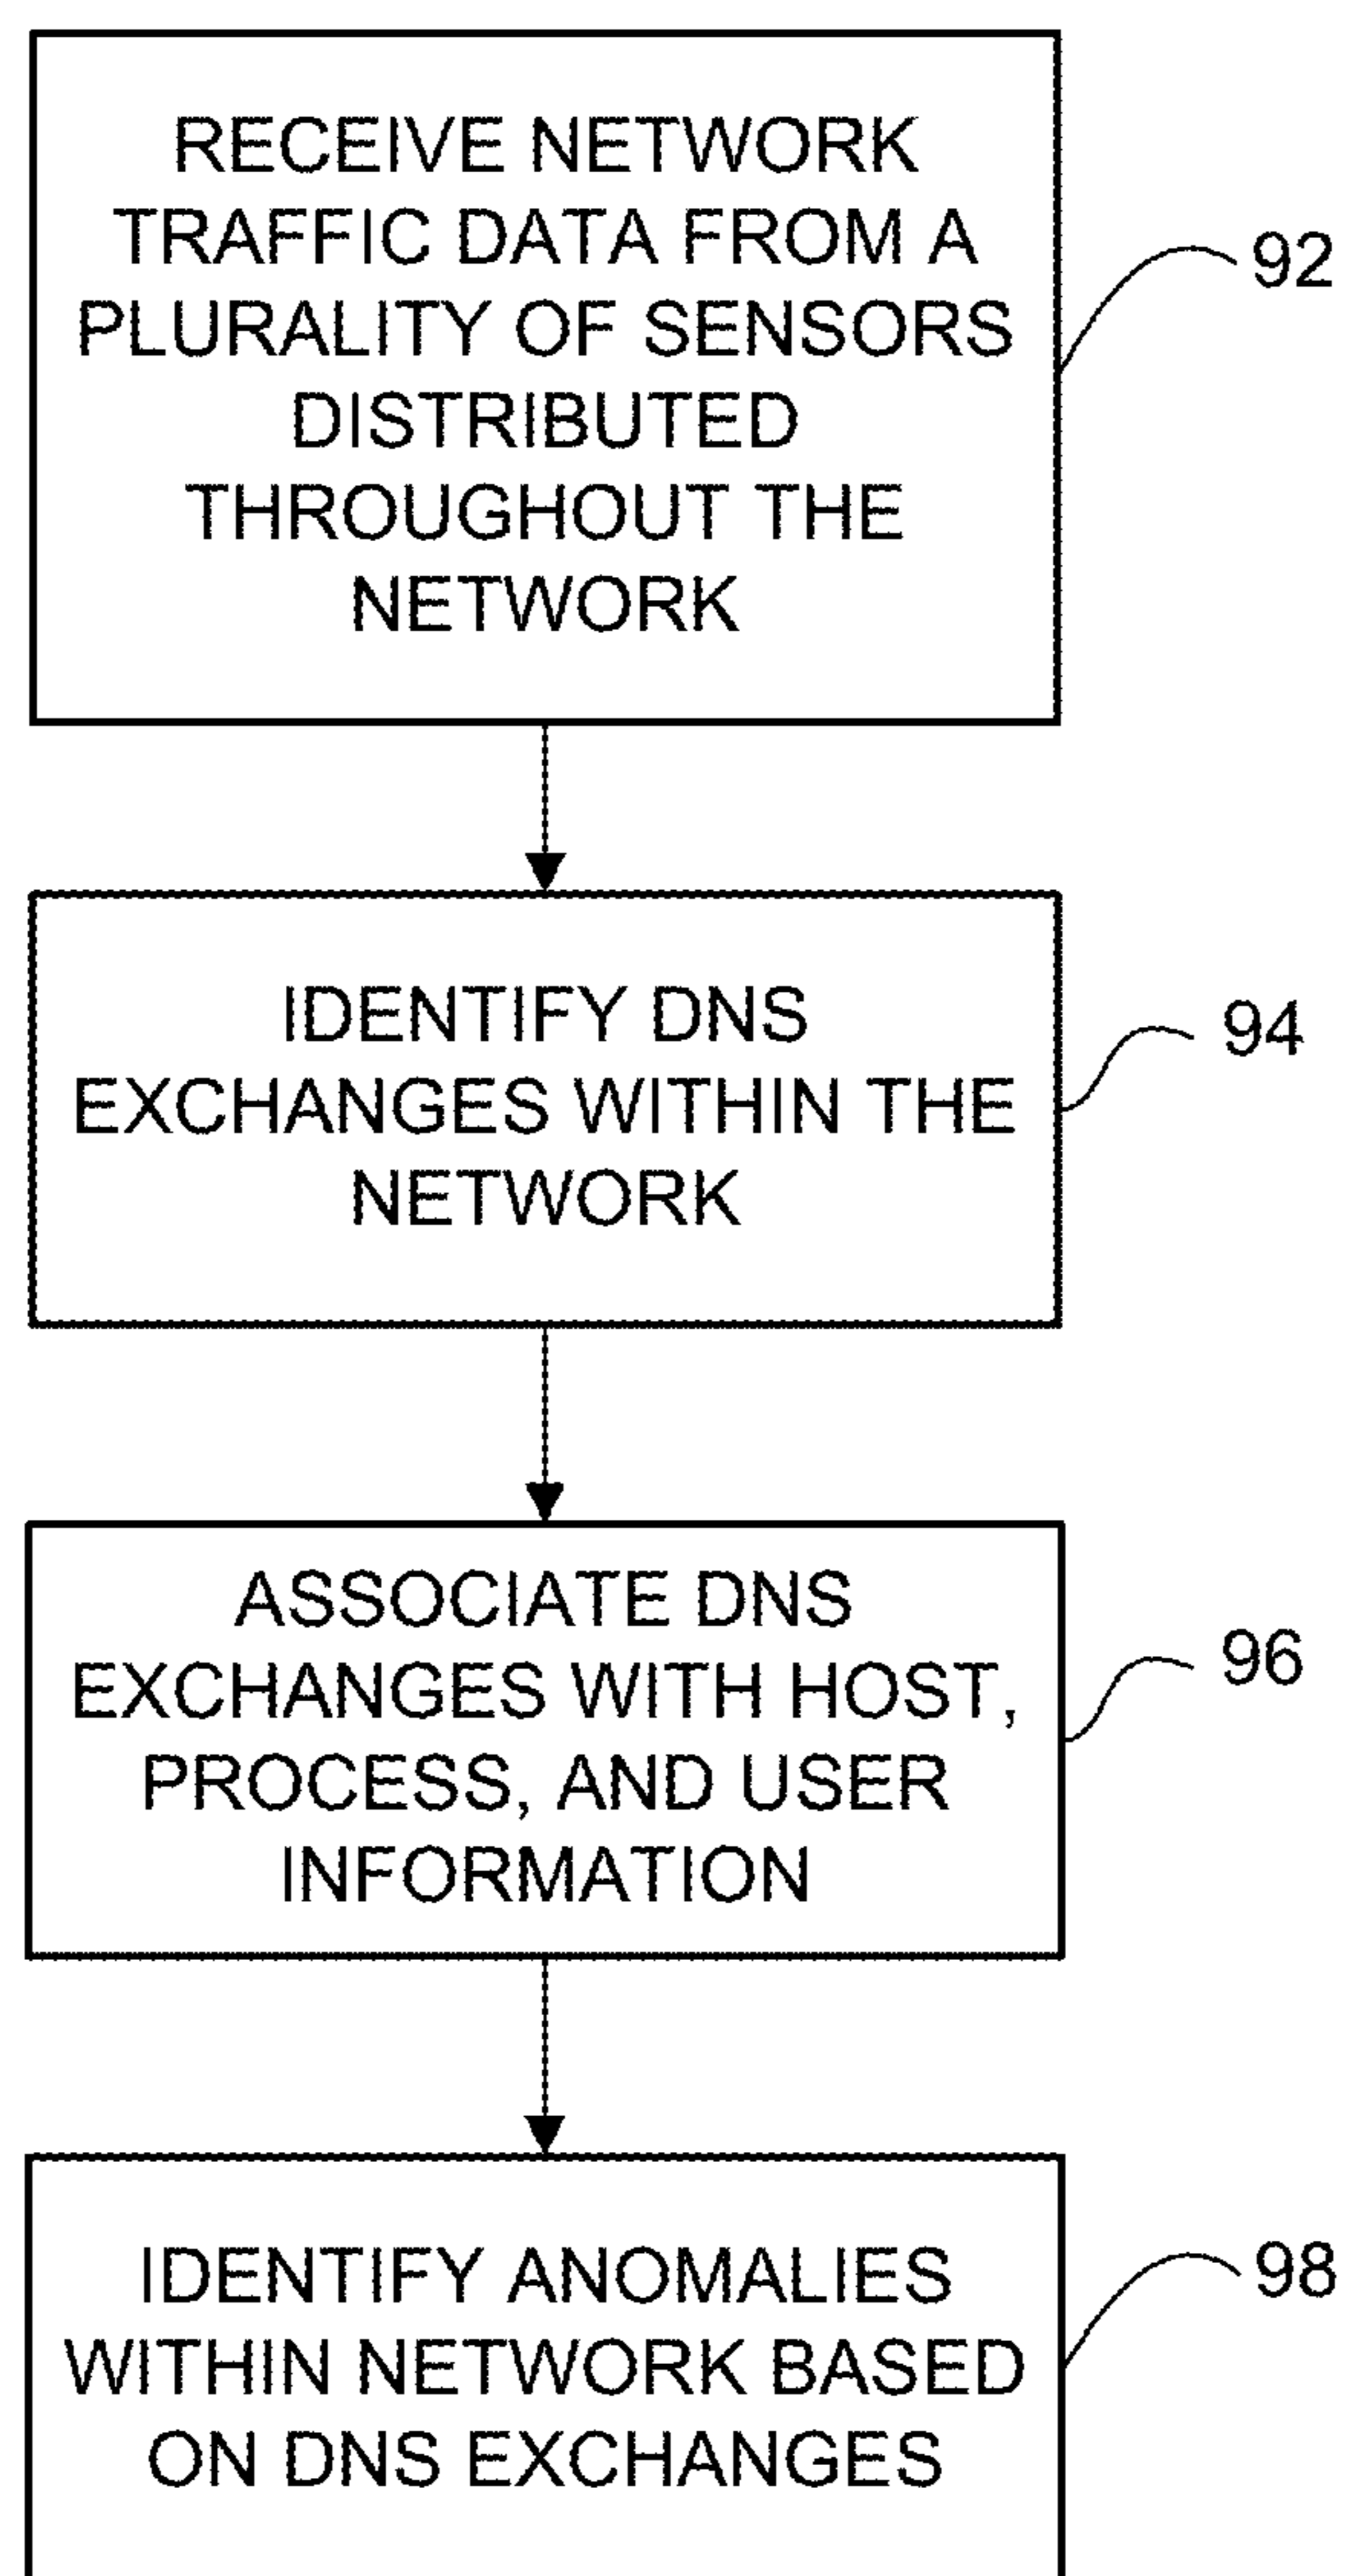 RECEIVE NETWORK
TRAFFIC DATA FROM A
PLURALITY OF SENSORS
DISTRIBUTED
THROUGHOUT THE
NETWORK
92
IDENTIFY DNS
EXCHANGES WITHIN THE
NETWORK
94
ASSOCIATE DNS
EXCHANGES WITH HOST,
PROCESS, AND USER
INFORMATION
96
IDENTIFY ANOMALIES
WITHIN NETWORK BASED
ON DNS EXCHANGES
98